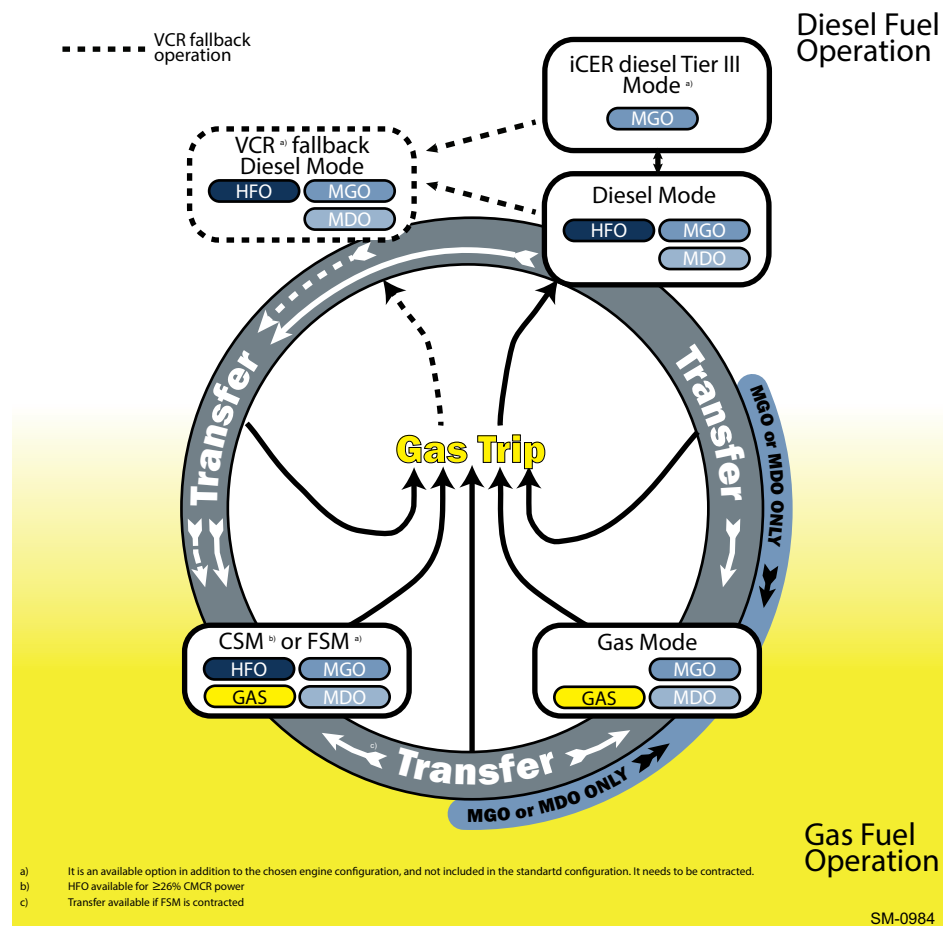 VCR fallback
operation
Diesel Fuel
Operation
iCER diesel Tier III
Mode a)
MGO
VCR a) fallback
Diesel Mode
HFO MGO
MDO
Diesel Mode
HFO MGO
MDO
Transfer
Transfer
MGO or MDO ONLY
Gas Trip
CSM b) or FSM a)
HFO MGO
GAS MDO
Gas Mode
MGO
GAS MDO
c)
Transfer
MGO or MDO ONLY
Gas Fuel
Operation
a) It is an available option in addition to the chosen engine configuration, and not included in the standartd configuration. It needs to be contracted.
b) HFO available for ≥26% CMCR power
c) Transfer available if FSM is contracted
SM-0984